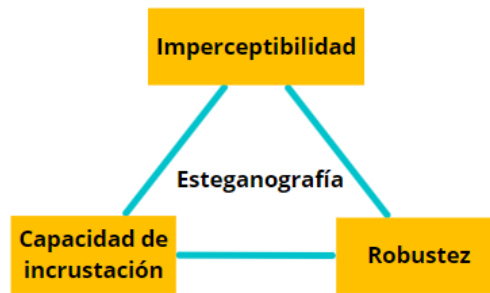 Imperceptibilidad
Esteganografía
Capacidad de
incrustación
Robustez